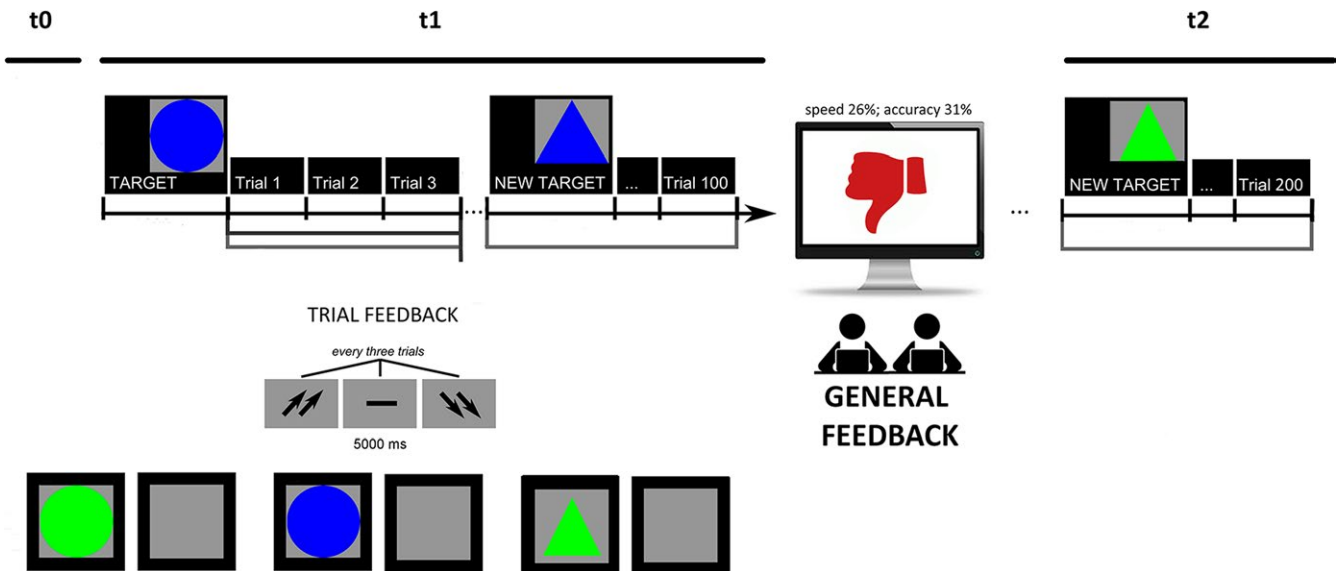 t0
t1
t2
speed 26%; accuracy 31%
TARGET
Trial 1
Trial 2
Trial 3
...
NEW TARGET
...
Trial 100
...
NEW TARGET
...
Trial 200
TRIAL FEEDBACK
every three trials
5000 ms
GENERAL
FEEDBACK